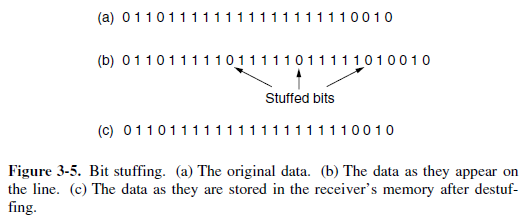 (a) 0 1 1 0 1 1 1 1 1 1 1 1 1 1 1 1 1 1 1 1 0 0 1 0
(b) 0 1 1 0 1 1 1 1 1 0 1 1 1 1 1 0 1 1 1 1 1 0 1 0 0 1 0
Stuffed bits
(c) 0 1 1 0 1 1 1 1 1 1 1 1 1 1 1 1 1 1 1 1 0 0 1 0
Figure 3-5. Bit stuffing. (a) The original data. (b) The data as they appear on
the line. (c) The data as they are stored in the receiver's memory after destuf-
fing.